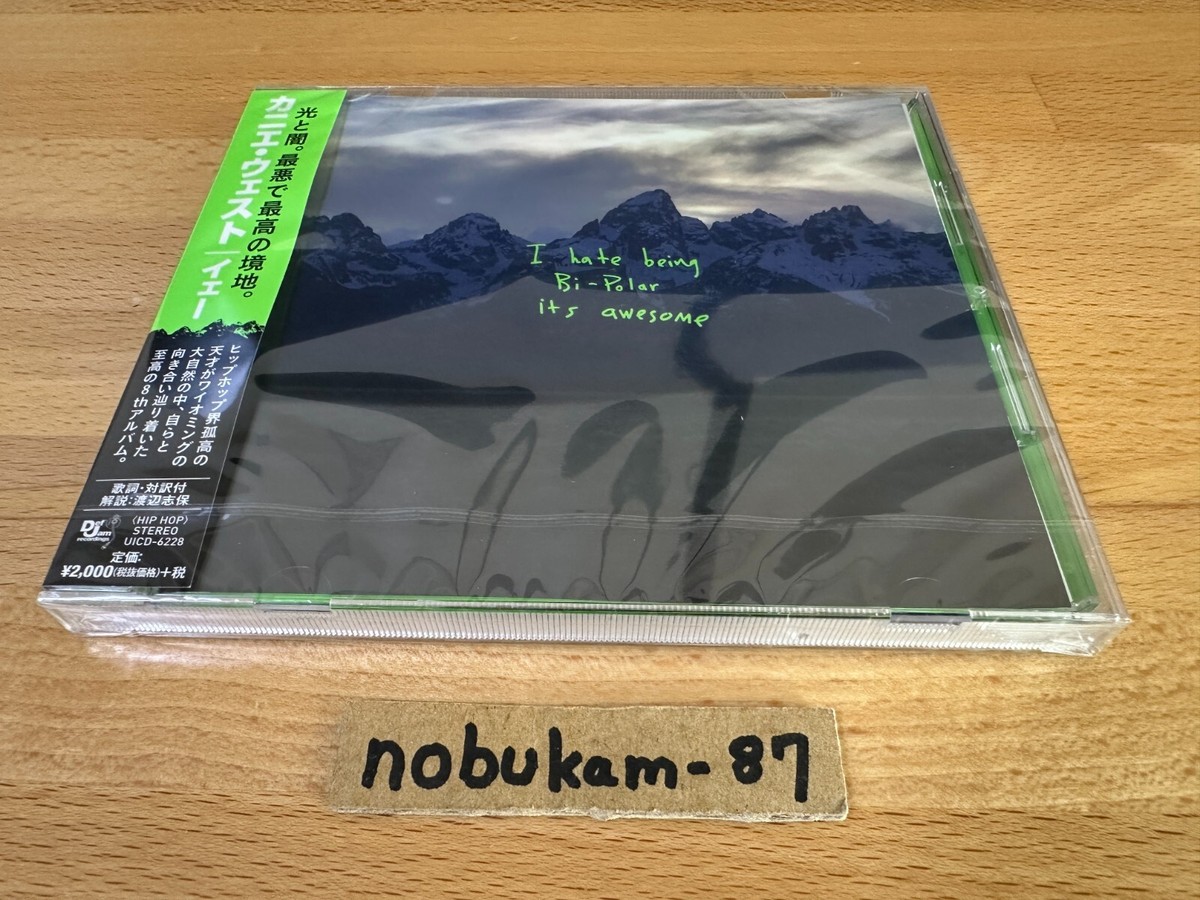 カニエ・ウェスト|イェー
光と闇。最悪で最高の境地。
ヒップホップ界孤高の
天才がワイオミングの
大自然の中、自らと
向き合い辿り着いた
至高の8thアルバム。
歌詞・対訳付
解説:渡辺志保
Def Jam
recordings
〈HIP HOP〉
STEREO
UICD-6228
定価:
¥2,000(税抜価格)+税
I hate being
Bi-Polar
its awesome
nobukam-87